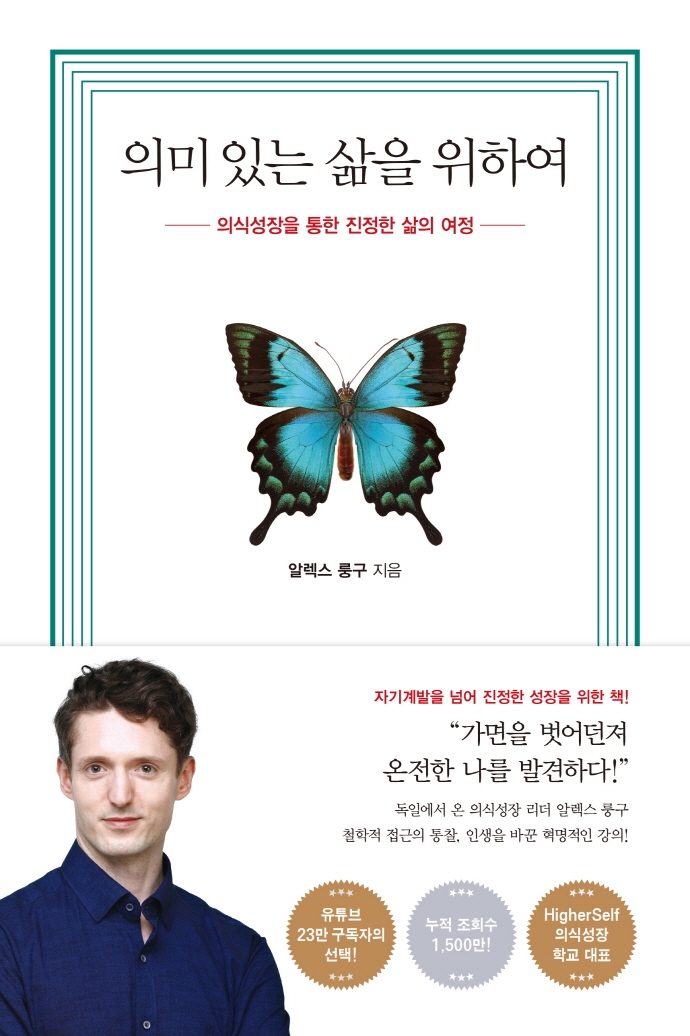 의미 있는 삶을 위하여
의식성장을 통한 진정한 삶의 여정
알렉스 룽구 지음
자기계발을 넘어 진정한 성장을 위한 책!
“가면을 벗어던져
온전한 나를 발견하다!”
독일에서 온 의식성장 리더 알렉스 룽구
철학적 접근의 통찰, 인생을 바꾼 혁명적인 강의!
유튜브
23만 구독자의
선택!
누적 조회수
1,500만!
HigherSelf
의식성장
학교 대표